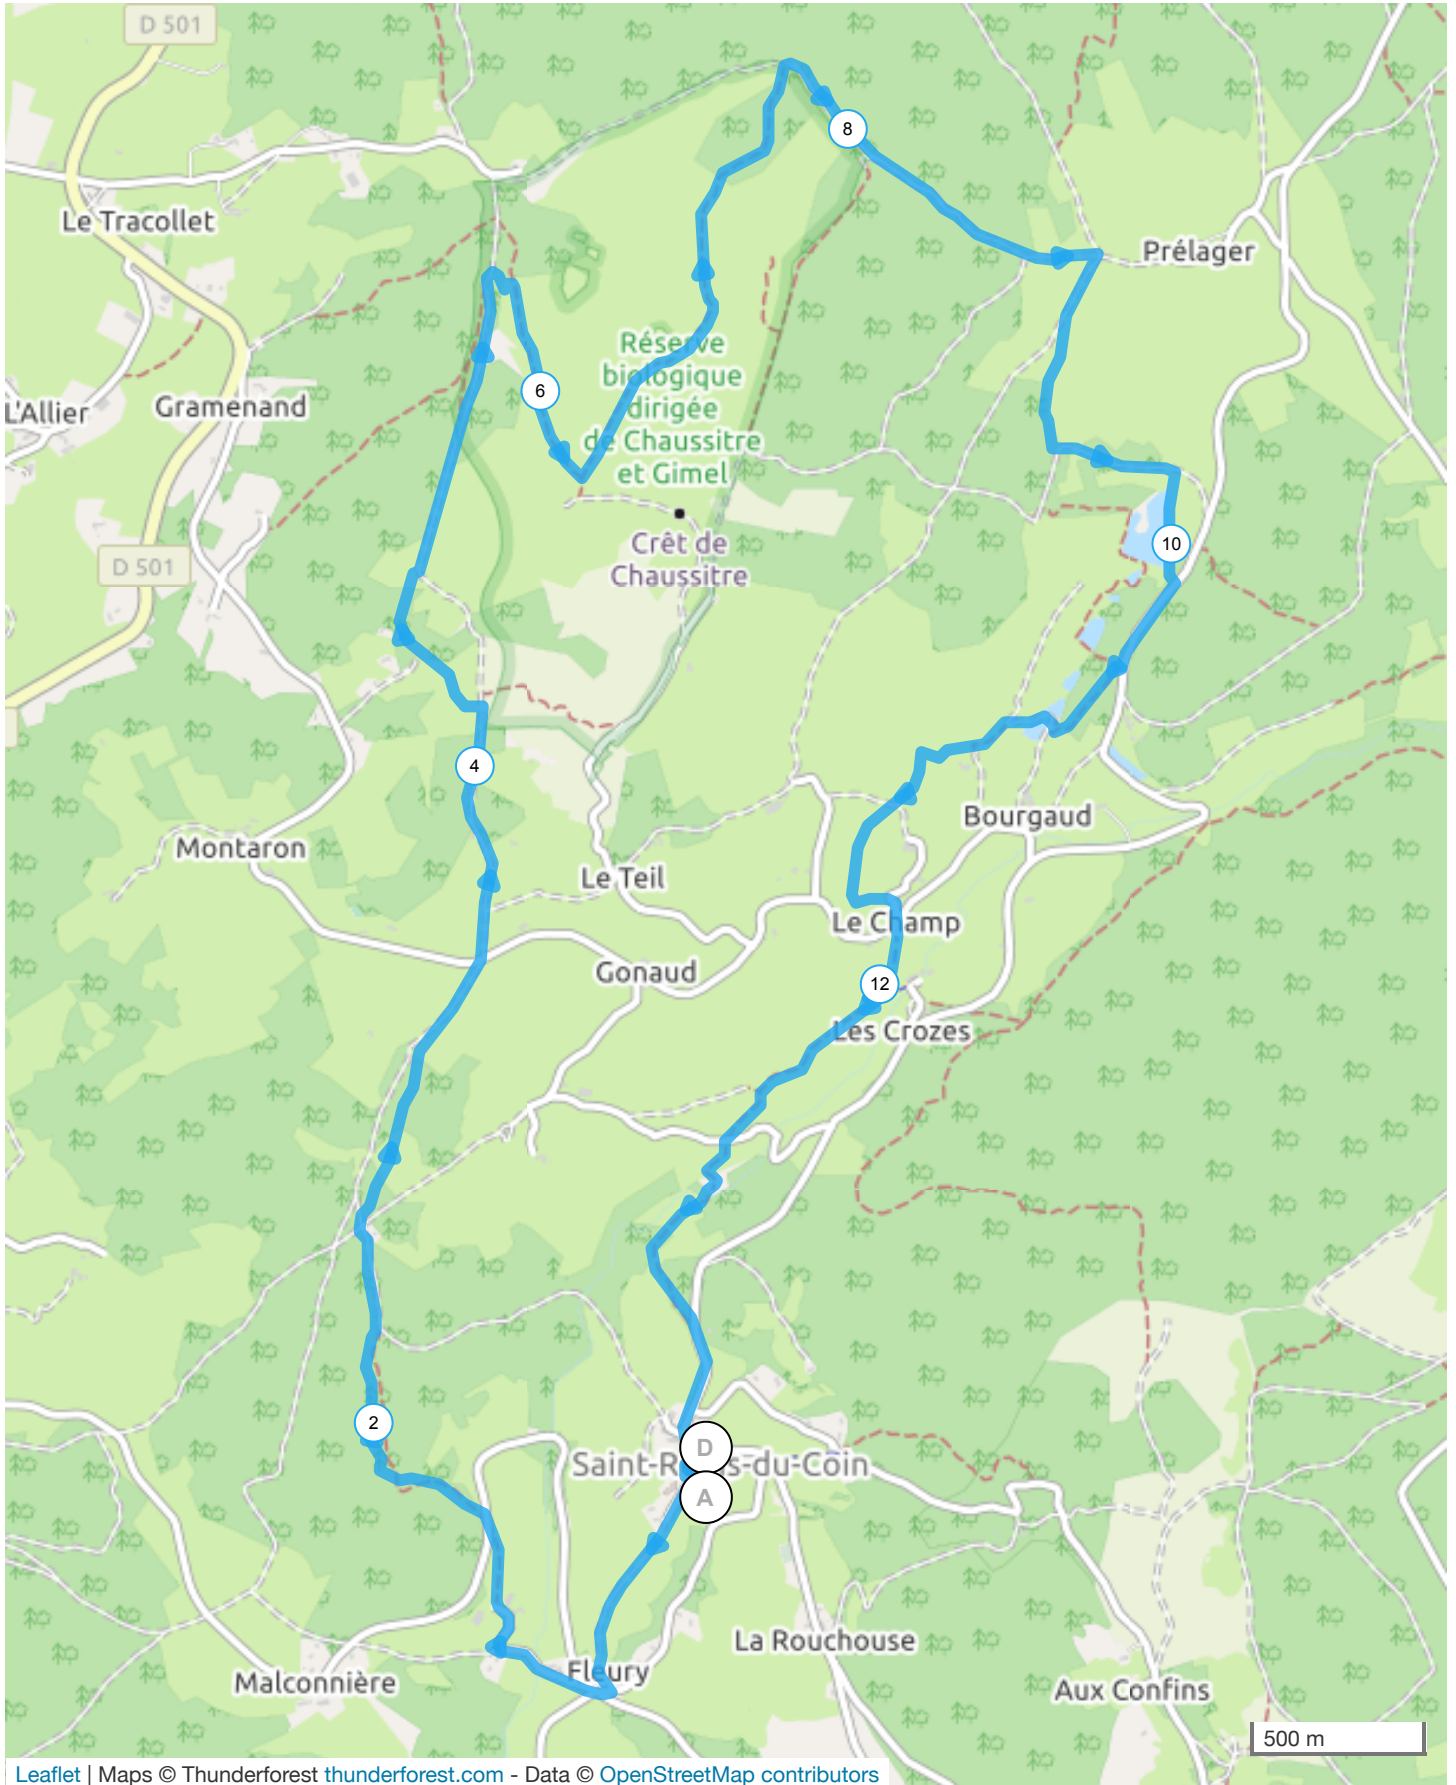 D 501
8
Le Tracollet
Prélager
Réserve
biologique
dirigée
de Chaussitre
et Gimel
6
L'Allier
Gramenand
Crêt de
Chaussitre
10
D 501
4
Bourgaud
Montaron
Le Teil
Le Champ
Gonaud
12
Les Crozes
2
D
Saint-R s-du-Coin
A
La Rouchouse
Fleury
Malconnière
Aux Confins
500 m
Leaflet | Maps © Thunderforest thunderforest.com - Data © OpenStreetMap contributors